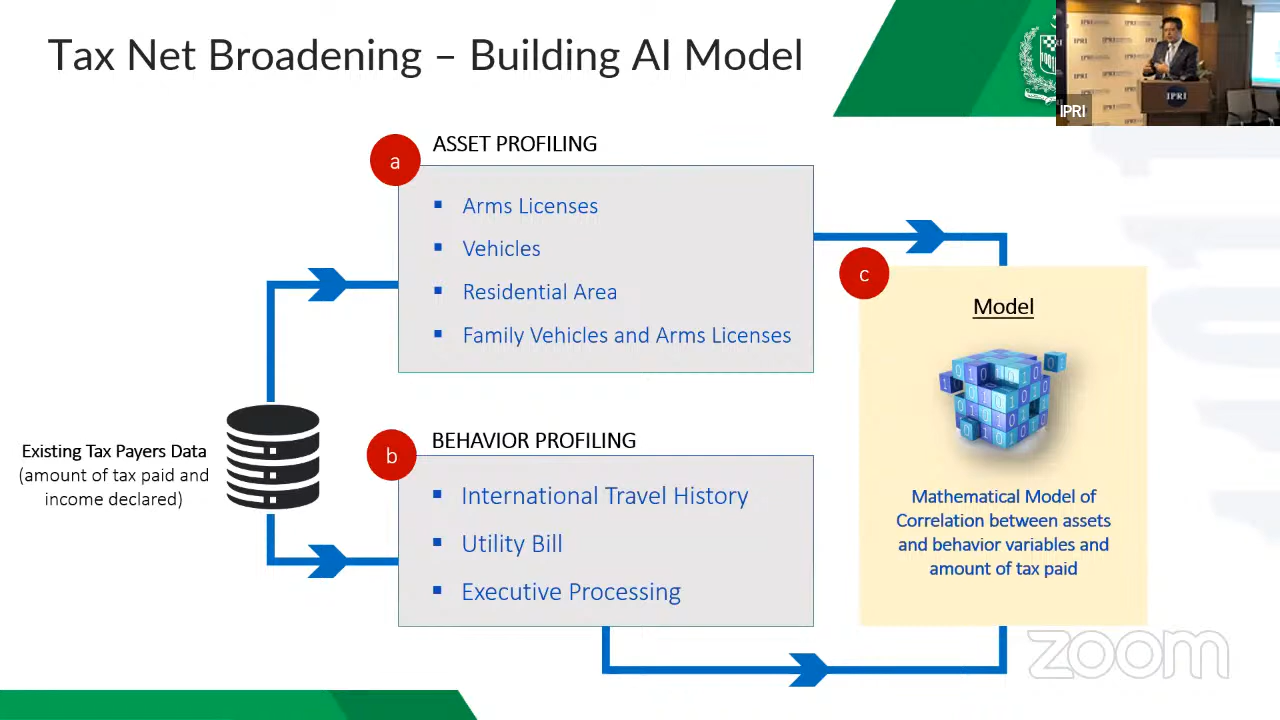 Tax Net Broadening – Building AI Model
IPRI
IPRI
a
ASSET PROFILING
▪ Arms Licenses
▪ Vehicles
▪ Residential Area
▪ Family Vehicles and Arms Licenses
c
Model
Existing Tax Payers Data
(amount of tax paid and
income declared)
b
BEHAVIOR PROFILING
▪ International Travel History
▪ Utility Bill
▪ Executive Processing
Mathematical Model of
Correlation between assets
and behavior variables and
amount of tax paid
zoom